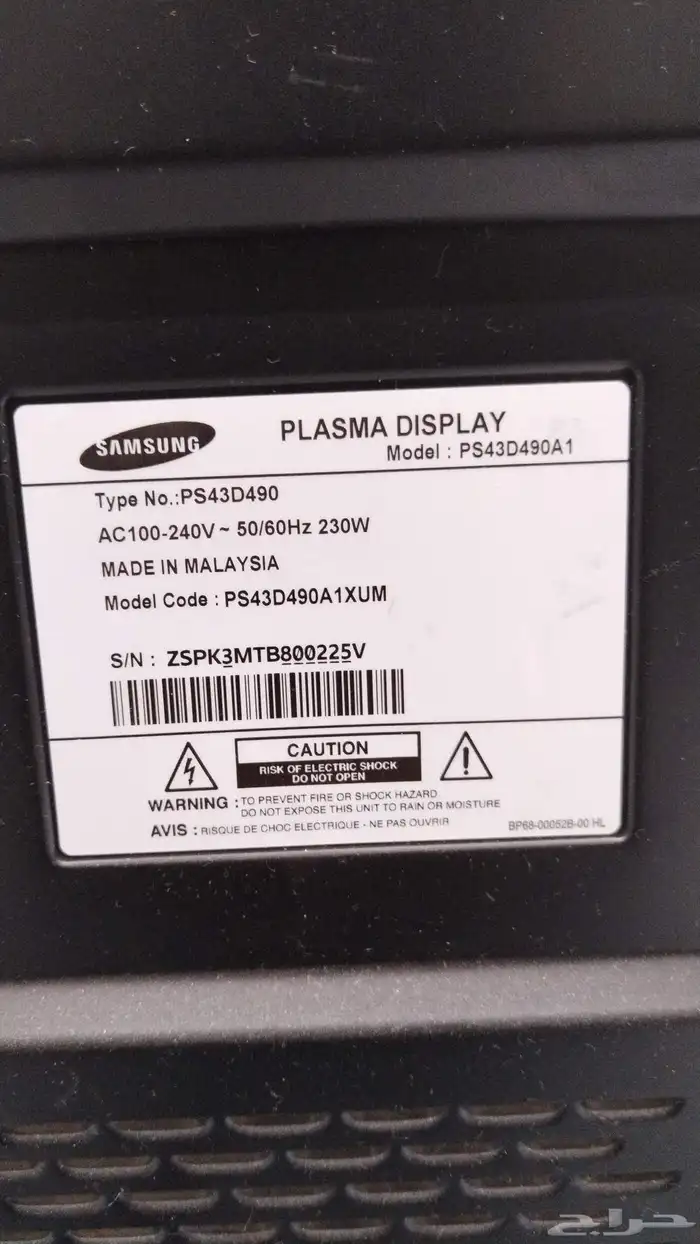 SAMSUNG
PLASMA DISPLAY
Model : PS43D490A1
Type No.:PS43D490
AC100-240V ~ 50/60Hz 230W
MADE IN MALAYSIA
Model Code : PS43D490A1XUM
S/N : ZSPK3MTB800225V
CAUTION
RISK OF ELECTRIC SHOCK
DO NOT OPEN
WARNING : TO PREVENT FIRE OR SHOCK HAZARD
DO NOT EXPOSE THIS UNIT TO RAIN OR MOISTURE
AVIS : RISQUE DE CHOC ELECTRIQUE - NE PAS OUVRIR
BP68-00052B-00 HL
حراج